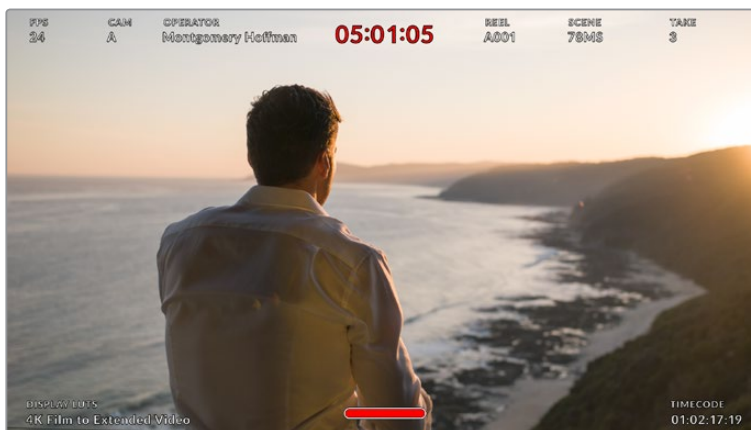 FPS CAM OPERATOR REEL SCENE TAKE
24 A Montgomery Hoffman 05:01:05 A001 78MS 3
DISPLAY LUTS TIMECODE
4K Film to Extended Video 01:02:17:19